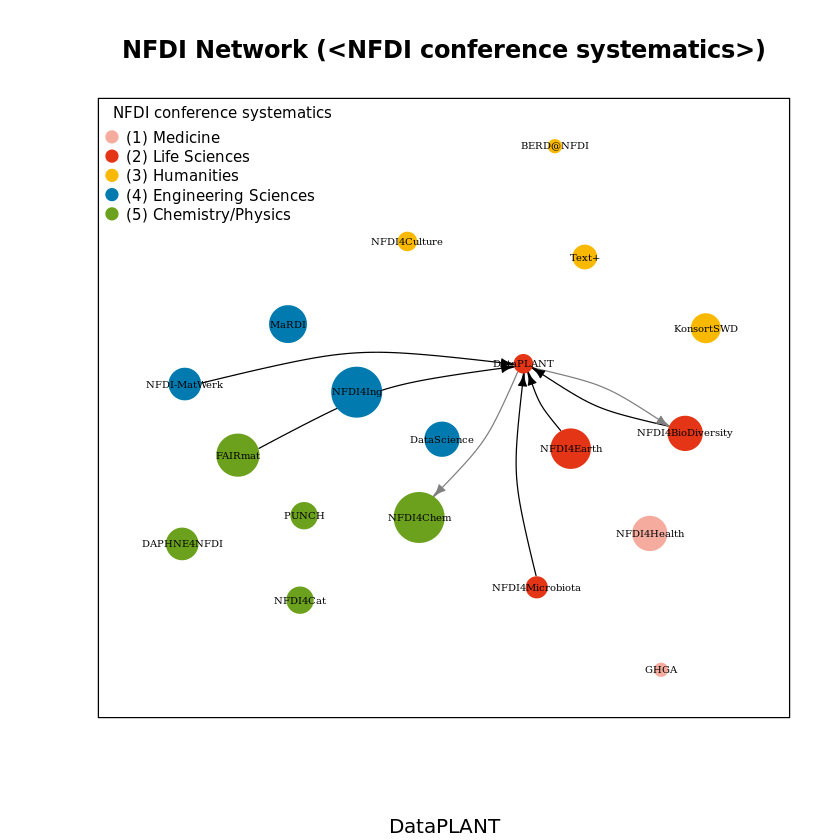 NFDI Network (<NFDI conference systematics>)
NFDI conference systematics
(1) Medicine
(2) Life Sciences
(3) Humanities
(4) Engineering Sciences
(5) Chemistry/Physics
BERD@NFDI
NFDI4Culture
Text+
MaRDI
KonsortSWD
DataPLANT
NFDI-MatWerk
NFDI4Ing
NFDI4BioDiversity
DataScience
NFDI4Earth
FAIRmat
PUNCH
NFDI4Chem
NFDI4Health
DAPHNE4NFDI
NFDI4Microbiota
NFDI4Cat
GHGA
DataPLANT